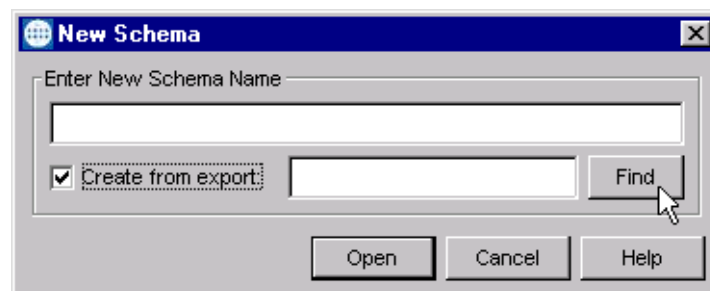 New Schema
Enter New Schema Name
Create from export: Find
Open Cancel Help